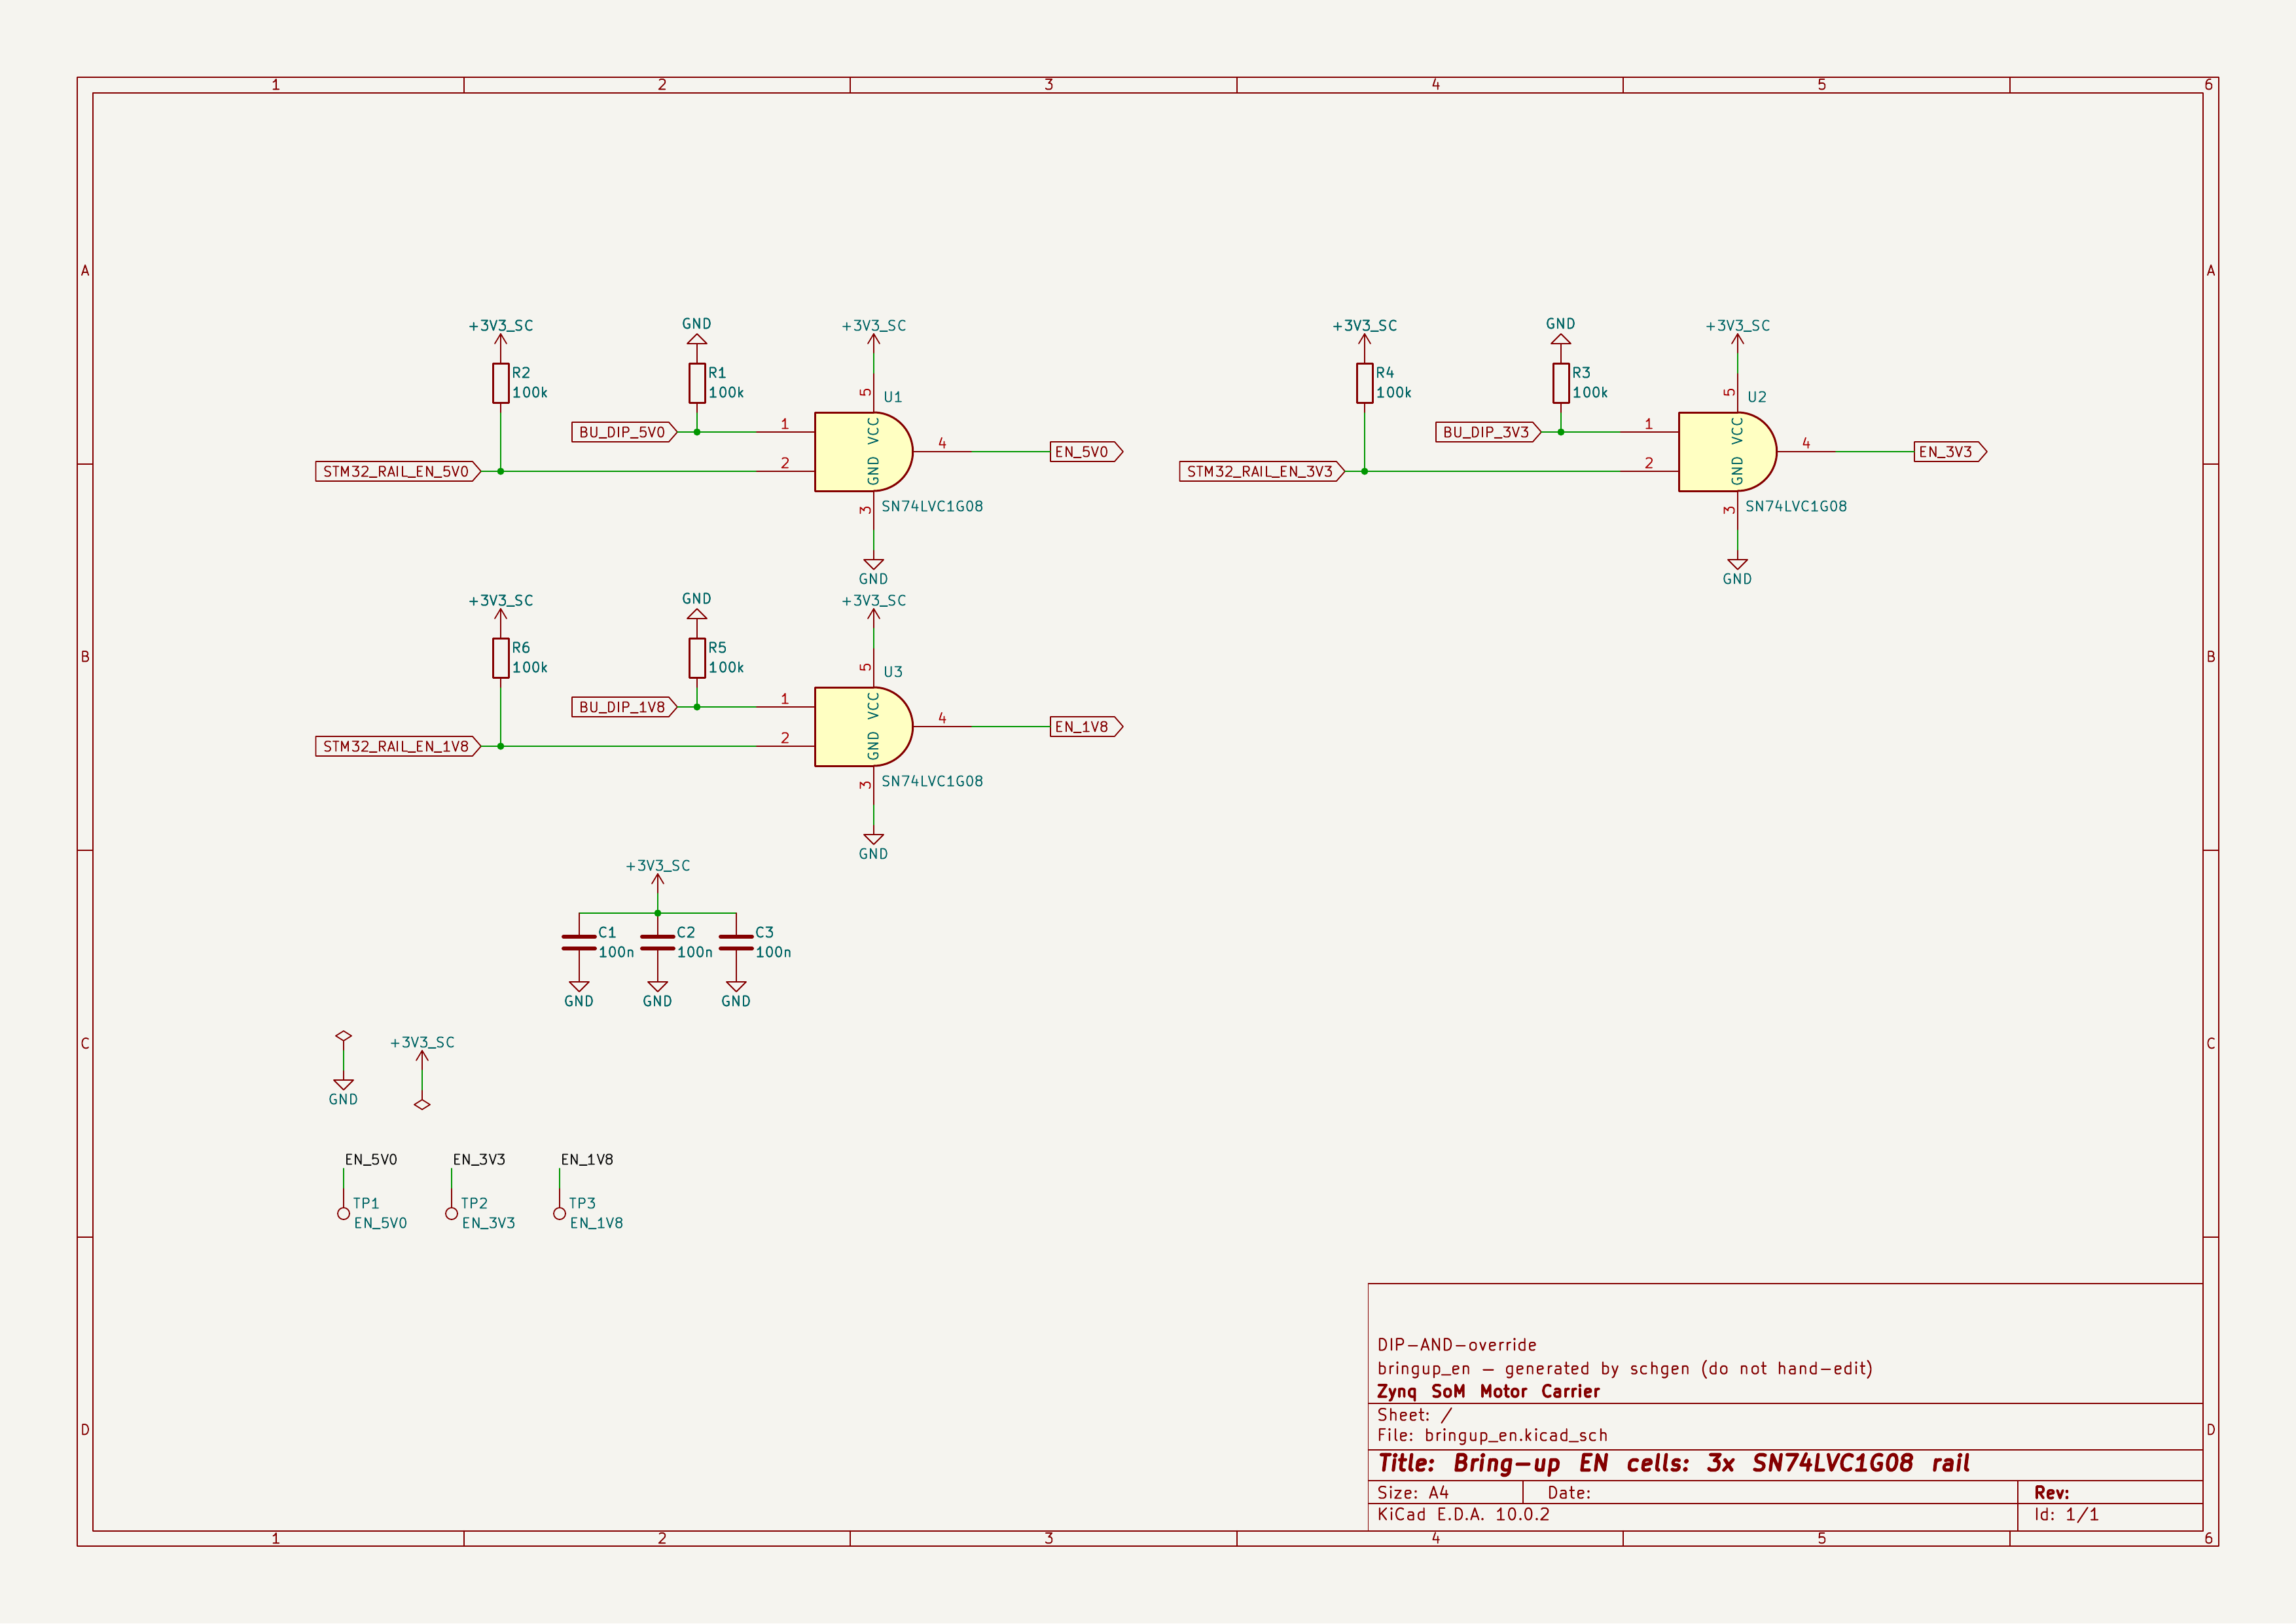 1 2 3 4 5 6
A A
+3V3_SC GND +3V3_SC +3V3_SC GND +3V3_SC
R2 R1 R4 R3
100k 100k 100k 100k
5 U1 5 U2
BU_DIP_5V0 1 VCC BU_DIP_3V3 1 VCC
4 EN_5V0 4 EN_3V3
STM32_RAIL_EN_5V0 2 GND STM32_RAIL_EN_3V3 2 GND
3 SN74LVC1G08 3 SN74LVC1G08
GND GND
+3V3_SC GND +3V3_SC
R6 R5
B B
100k 100k
5 U3
BU_DIP_1V8 1 VCC
4 EN_1V8
STM32_RAIL_EN_1V8 2 GND
3 SN74LVC1G08
GND
+3V3_SC
C1 C2 C3
100n 100n 100n
GND GND GND
C +3V3_SC C
GND
EN_5V0 EN_3V3 EN_1V8
TP1 TP2 TP3
EN_5V0 EN_3V3 EN_1V8
DIP-AND-override
bringup_en — generated by schgen (do not hand-edit)
Zynq SoM Motor Carrier
Sheet: /
D D
File: bringup_en.kicad_sch
Title: Bring-up EN cells: 3x SN74LVC1G08 rail
Size: A4 Date: Rev:
KiCad E.D.A. 10.0.2 Id: 1/1
1 2 3 4 5 6